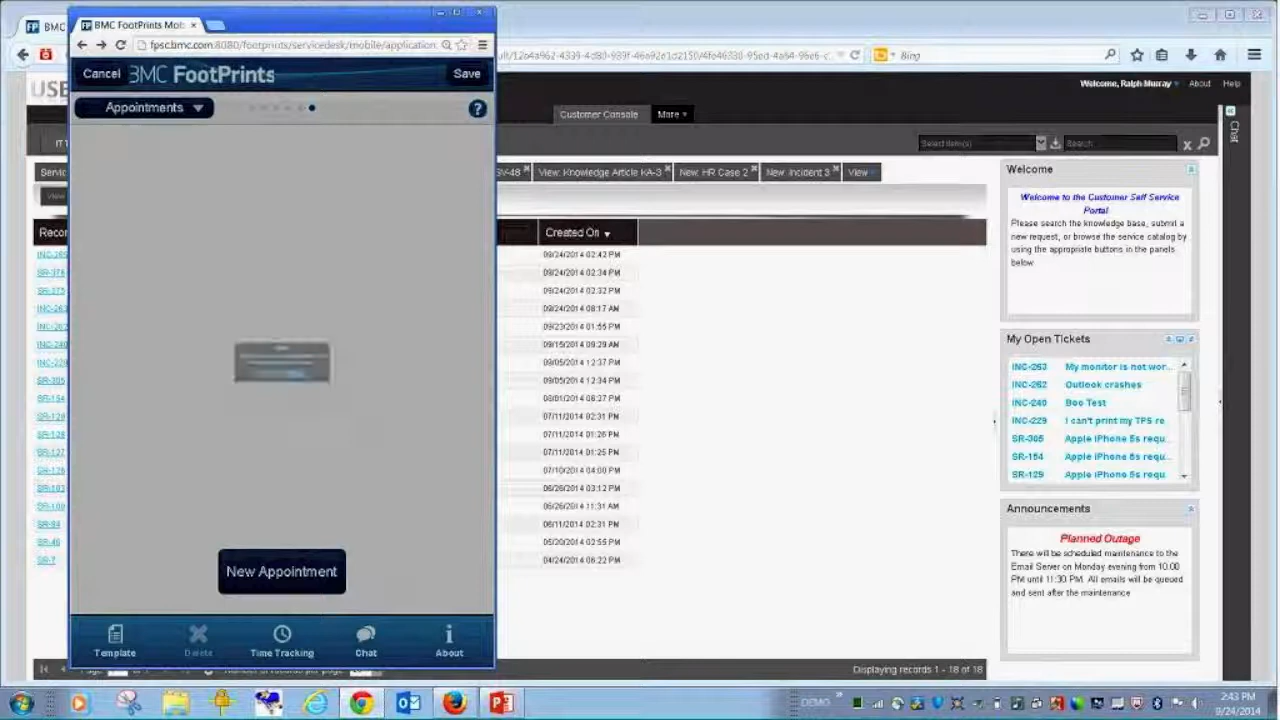 BMC
BMC FootPrints Mob
fpsc.bmc.com:8080/footprints/servicedesk/mobile/application.
Bing
Cancel
BMC FootPrints
Save
Appointments
?
New Appointment
Template
Delete
Time Tracking
Chat
About
USE
Welcome, Ralph Murray
About
Help
Customer Console
More
Select item(s)
Search
Chat
SV-48
View: Knowledge Article KA-3
New: HR Case 2
New: Incident 3
View
Created On
09/24/2014 02:42 PM
09/24/2014 02:34 PM
09/24/2014 02:32 PM
09/24/2014 08:17 AM
09/23/2014 01:55 PM
09/15/2014 09:29 AM
09/05/2014 12:37 PM
09/05/2014 12:34 PM
08/01/2014 08:27 PM
07/11/2014 02:31 PM
07/11/2014 01:26 PM
07/11/2014 01:25 PM
07/10/2014 04:00 PM
06/26/2014 03:12 PM
06/26/2014 11:31 AM
06/11/2014 02:31 PM
05/20/2014 02:55 PM
04/24/2014 06:22 PM
Welcome
Welcome to the Customer Self Service
Portal
Please search the knowledge base, submit a
new request, or browse the service catalog by
using the appropriate buttons in the panels
below
My Open Tickets
INC-263 My monitor is not wor...
INC-262 Outlook crashes
INC-240 Boo Test
INC-229 I can't print my TPS re
SR-305 Apple iPhone 5s requ...
SR-154 Apple iPhone 5s requ...
SR-129 Apple iPhone 5s requ...
Announcements
Planned Outage
There will be scheduled maintenance to the
Email Server on Monday evening from 10:00
PM until 11:30 PM. All emails will be queued
and sent after the maintenance
Displaying records 1 - 18 of 18
DEMO
2:43 PM
9/24/2014